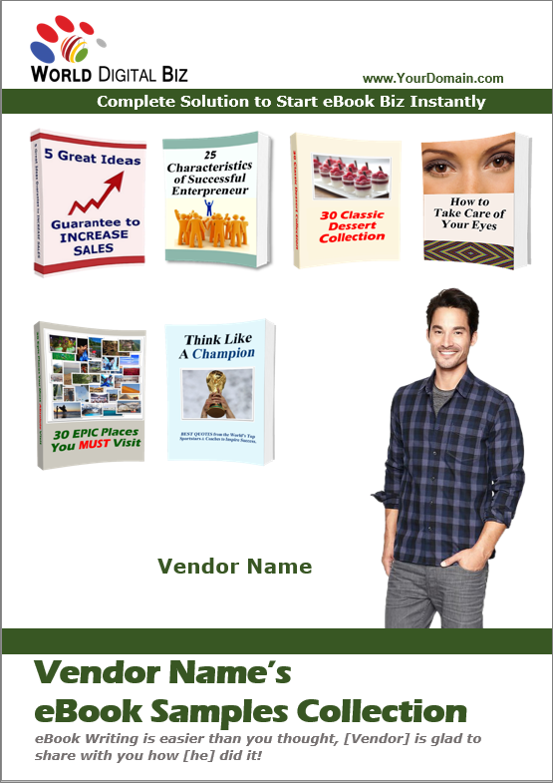 WORLD DIGITAL BIZ
www.YourDomain.com
Complete Solution to Start eBook Biz Instantly
5 Great Ideas
Guarantee to
INCREASE
SALES
25
Characteristics
of Successful
Enterpreneur
30 Classic
Dessert
Collection
How to
Take Care of
Your Eyes
30 EPIC Places
You MUST Visit
Think Like
A Champion
BEST QUOTES from the World's Top
Sportsmen & Coaches to Inspire Success.
Vendor Name
Vendor Name's
eBook Samples Collection
eBook Writing is easier than you thought, [Vendor] is glad to
share with you how [he] did it!